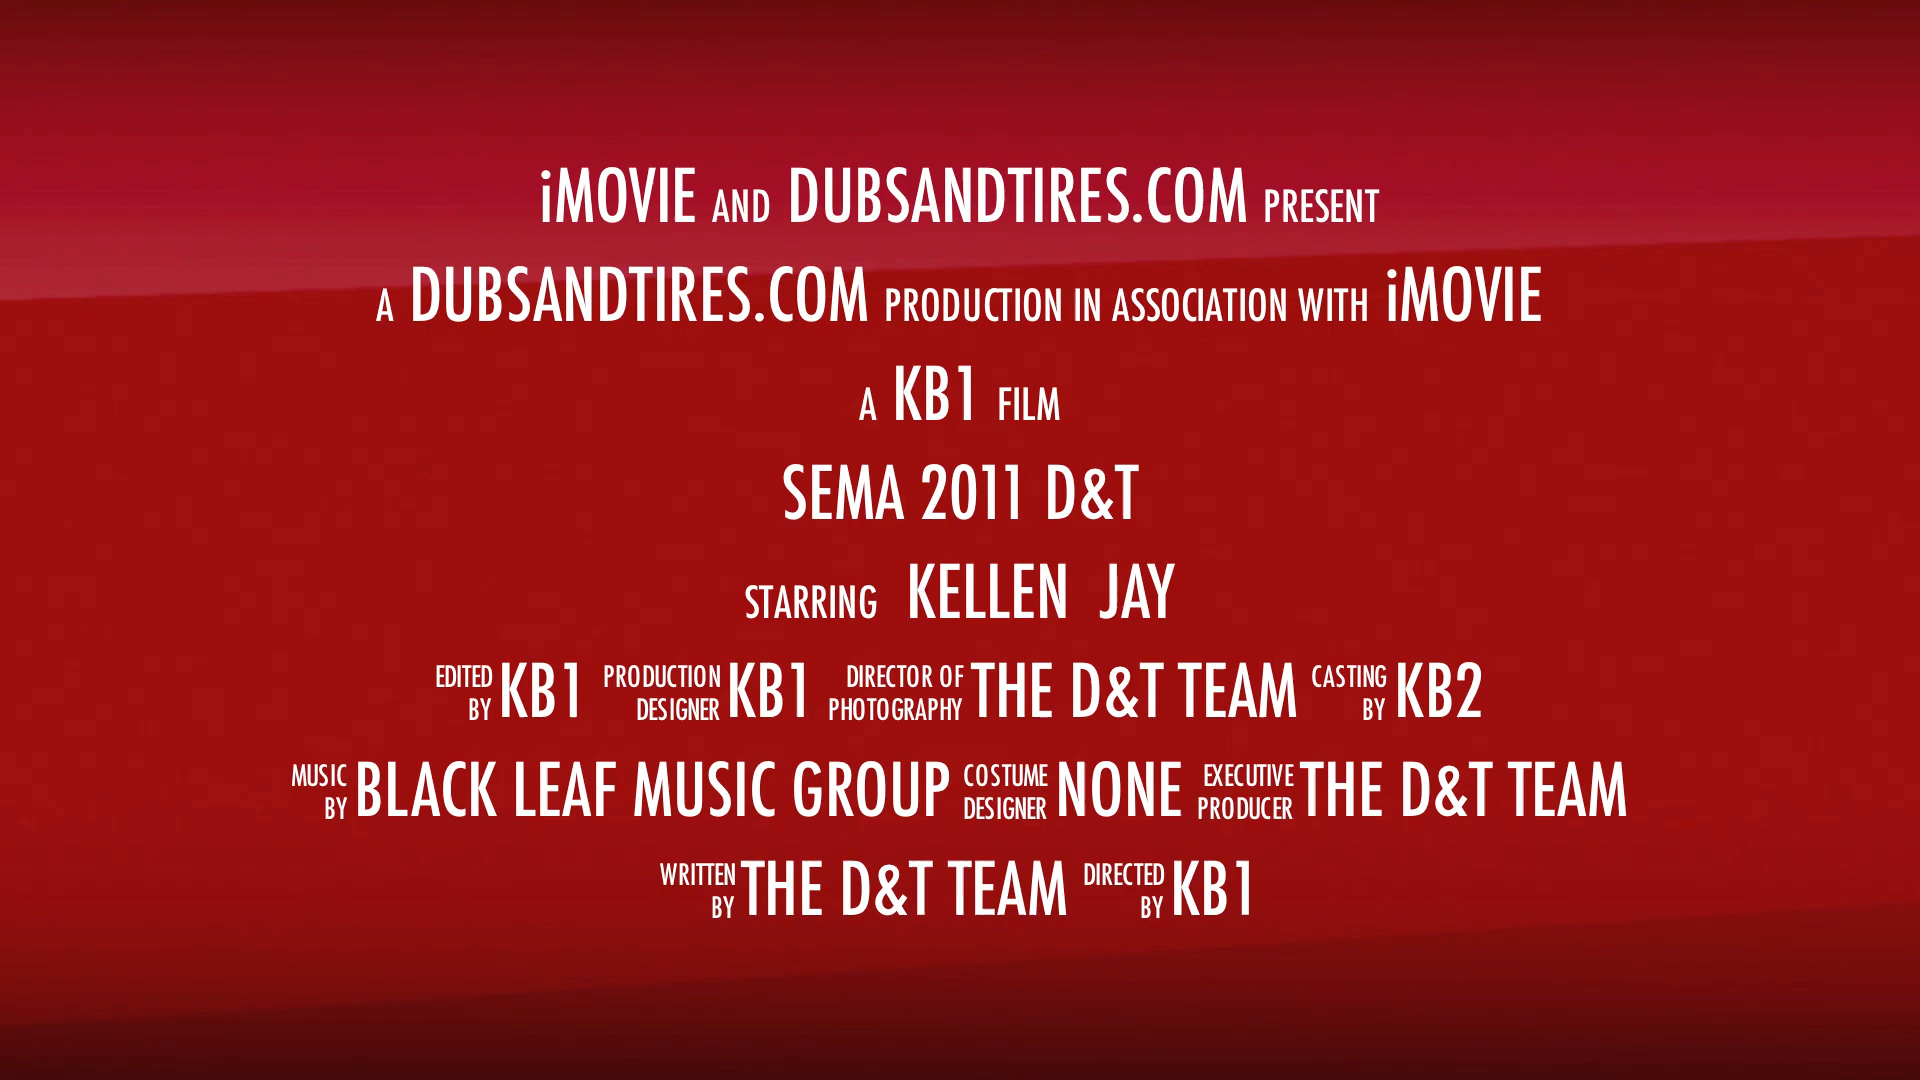 iMOVIE AND DUBSANDTIRES.COM PRESENT
A DUBSANDTIRES.COM PRODUCTION IN ASSOCIATION WITH iMOVIE
A KB1 FILM
SEMA 2011 D&T
STARRING KELLEN JAY
EDITED BY KB1 PRODUCTION DESIGNER KB1 DIRECTOR OF PHOTOGRAPHY THE D&T TEAM CASTING BY KB2
MUSIC BY BLACK LEAF MUSIC GROUP COSTUME DESIGNER NONE EXECUTIVE PRODUCER THE D&T TEAM
WRITTEN BY THE D&T TEAM DIRECTED BY KB1